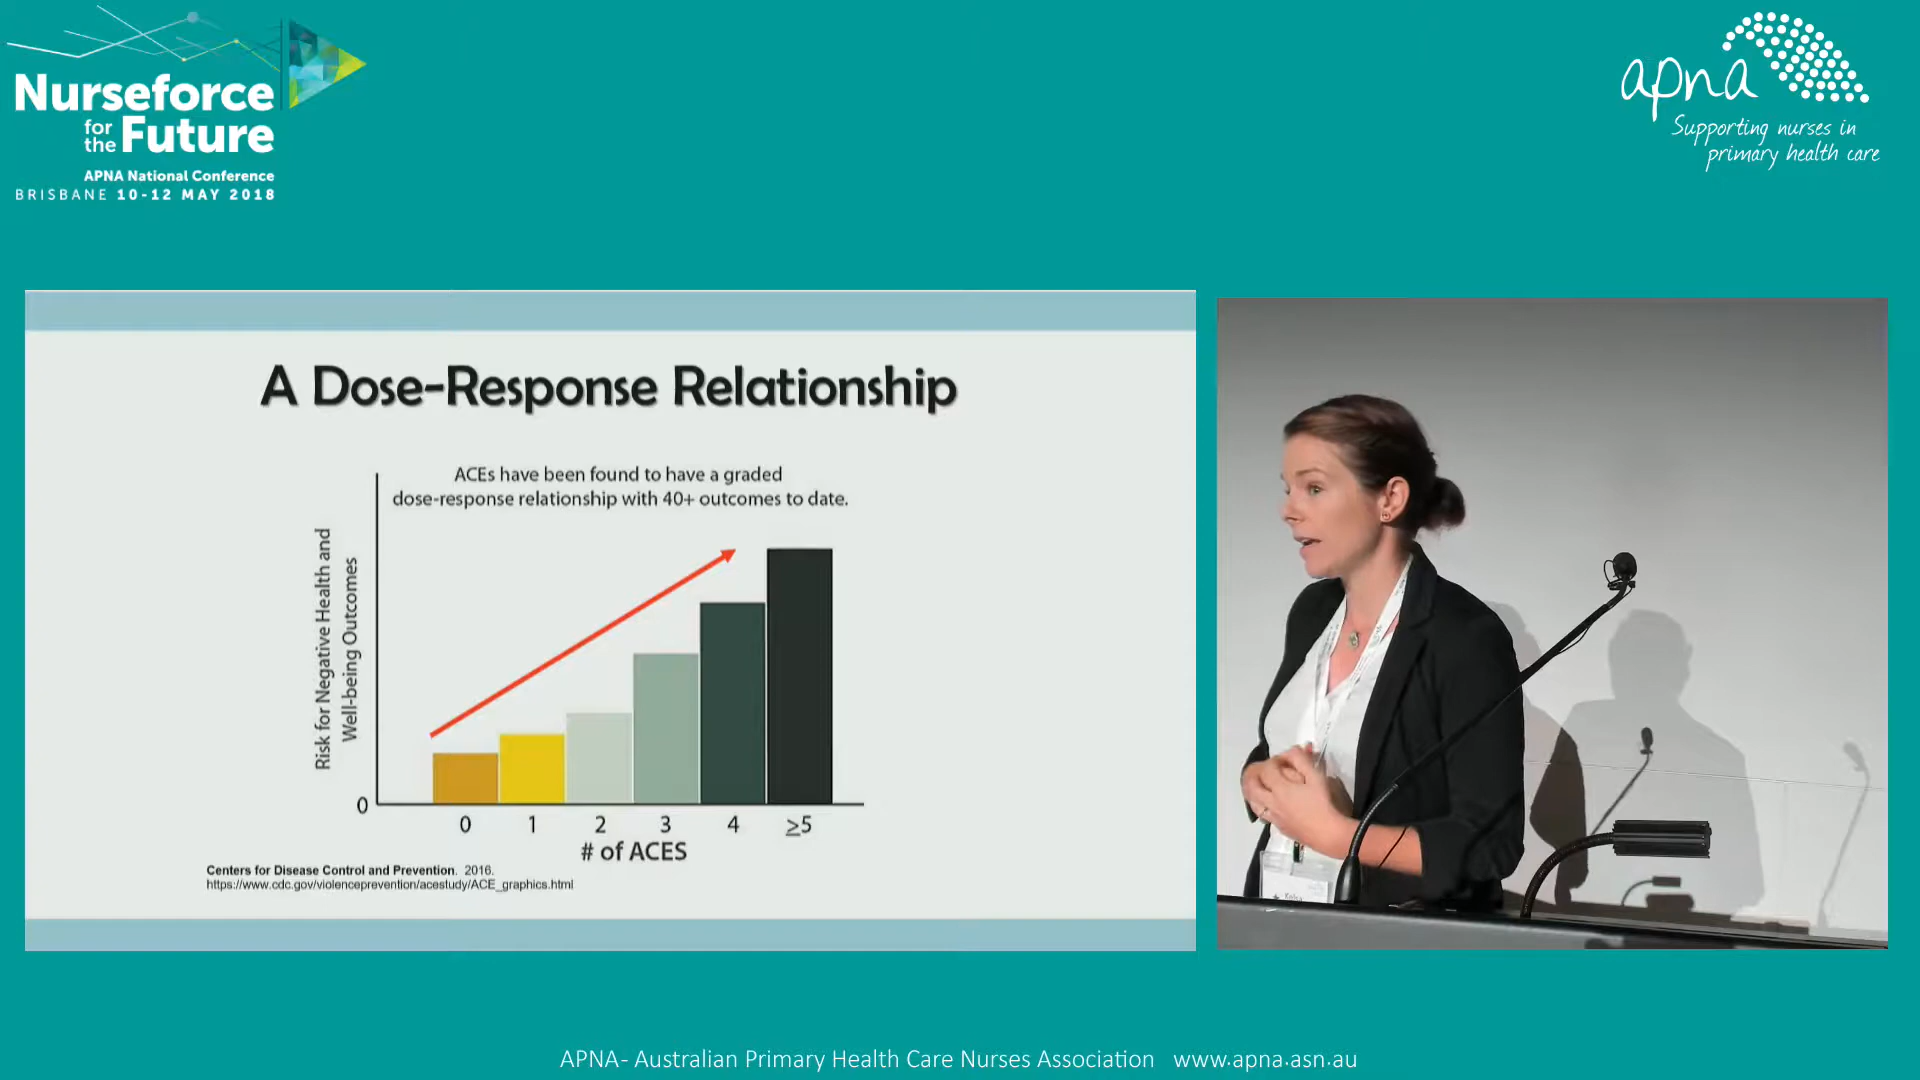 Nurseforce
for the Future
APNA National Conference
BRISBANE 10-12 MAY 2018
apna
Supporting nurses in
primary health care
A Dose-Response Relationship
ACEs have been found to have a graded
dose-response relationship with 40+ outcomes to date.
Risk for Negative Health and
Well-being Outcomes
0
0 1 2 3 4 ≥5
# of ACES
Centers for Disease Control and Prevention. 2016.
https://www.cdc.gov/violenceprevention/acestudy/ACE_graphics.html
APNA- Australian Primary Health Care Nurses Association www.apna.asn.au